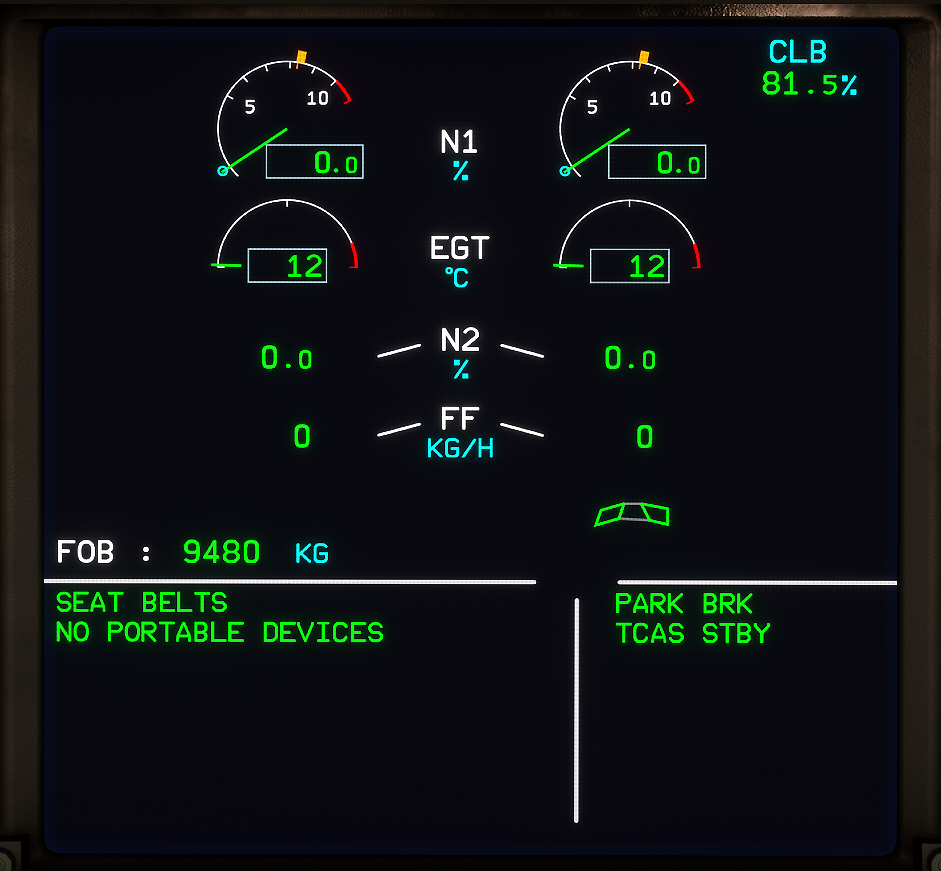 CLB
81.5%
5 10 5 10
0.0 N1 0.0
%
EGT
12 °C 12
N2
0.0 % 0.0
FF
0 KG/H 0
FOB : 9480 KG
SEAT BELTS
NO PORTABLE DEVICES
PARK BRK
TCAS STBY